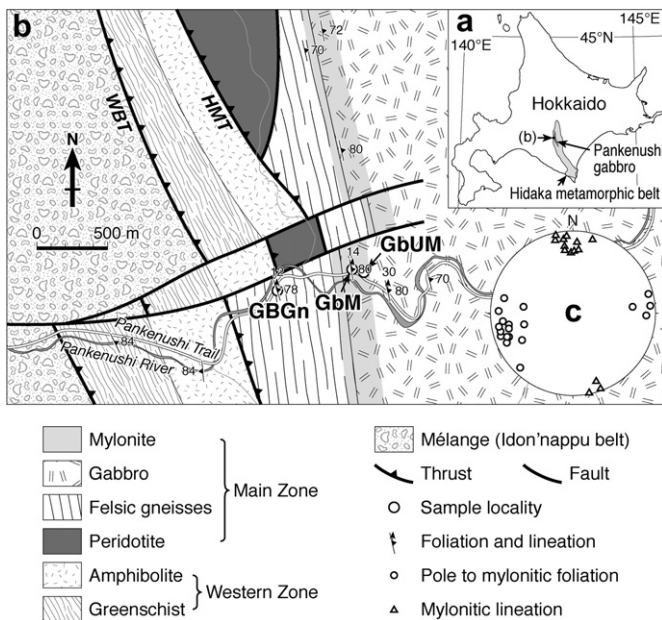 b
WBT
HMT
N
0 500 m
72
70
80
a
140°E
45°N
145°E
Hokkaido
(b)
Pankenushi
gabbro
Hidaka metamorphic belt
GbUM
14
80
30
80
70
78
GBGn
GbM
Pankenushi Trail
Pankenushi River
84
84
N
c
Mylonite
Gabbro
Felsic gneisses
Peridotite
Main Zone
Amphibolite
Greenschist
Western Zone
Mélange (Idon'nappu belt)
Thrust
Fault
Sample locality
Foliation and lineation
Pole to mylonitic foliation
Mylonitic lineation